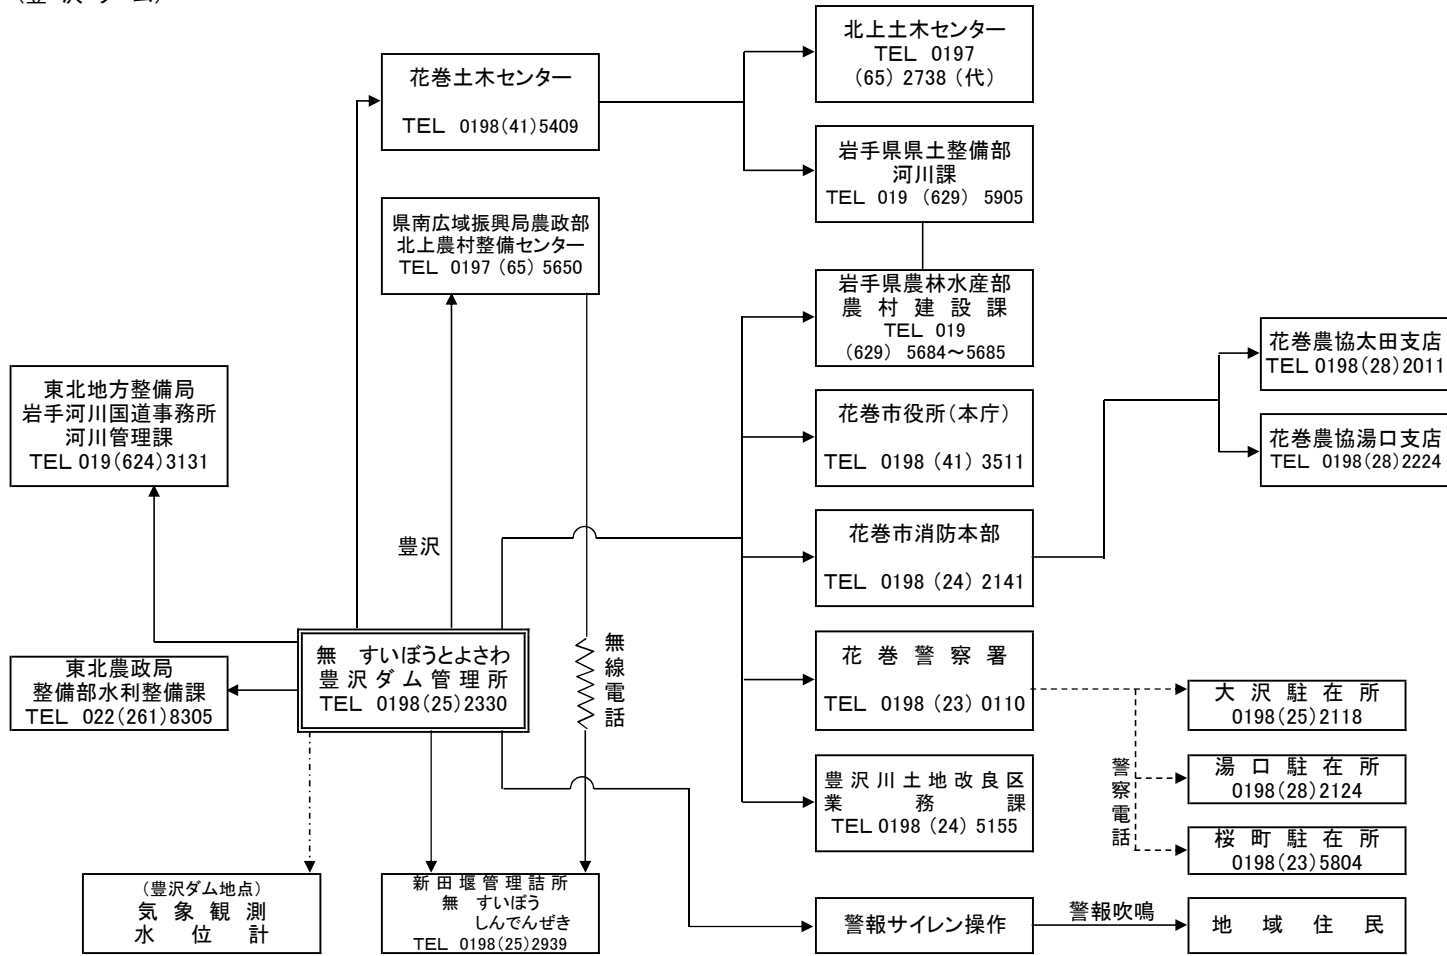 (豊 沢 ダ ム)
北上土木センター
TEL 0197
(65) 2738 (代)
花巻土木センター
TEL 0198(41)5409
岩手県県土整備部
河川課
TEL 019 (629) 5905
県南広域振興局農政部
北上農村整備センター
TEL 0197 (65) 5650
岩手県農林水産部
農 村 建 設 課
TEL 019
(629) 5684～5685
花巻農協太田支店
TEL 0198(28)2011
東北地方整備局
岩手河川国道事務所
河川管理課
TEL 019(624)3131
花巻市役所(本庁)
TEL 0198 (41) 3511
花巻農協湯口支店
TEL 0198(28)2224
豊沢
花巻市消防本部
TEL 0198 (24) 2141
無 すいぼうとよさわ
豊 沢 ダ ム 管 理 所
TEL 0198(25)2330
無線電話
花 巻 警 察 署
TEL 0198 (23) 0110
東北農政局
整備部水利整備課
TEL 022(261)8305
大 沢 駐 在 所
0198(25)2118
警察電話
湯 口 駐 在 所
0198(28)2124
豊 沢 川 土 地 改 良 区
業 務 課
TEL 0198 (24) 5155
桜 町 駐 在 所
0198(23)5804
(豊沢ダム地点)
気 象 観 測
水 位 計
新 田 堰 管 理 詰 所
無 すいぼう
しんでんぜき
TEL 0198(25)2939
警報サイレン操作
警報吹鳴
地 域 住 民